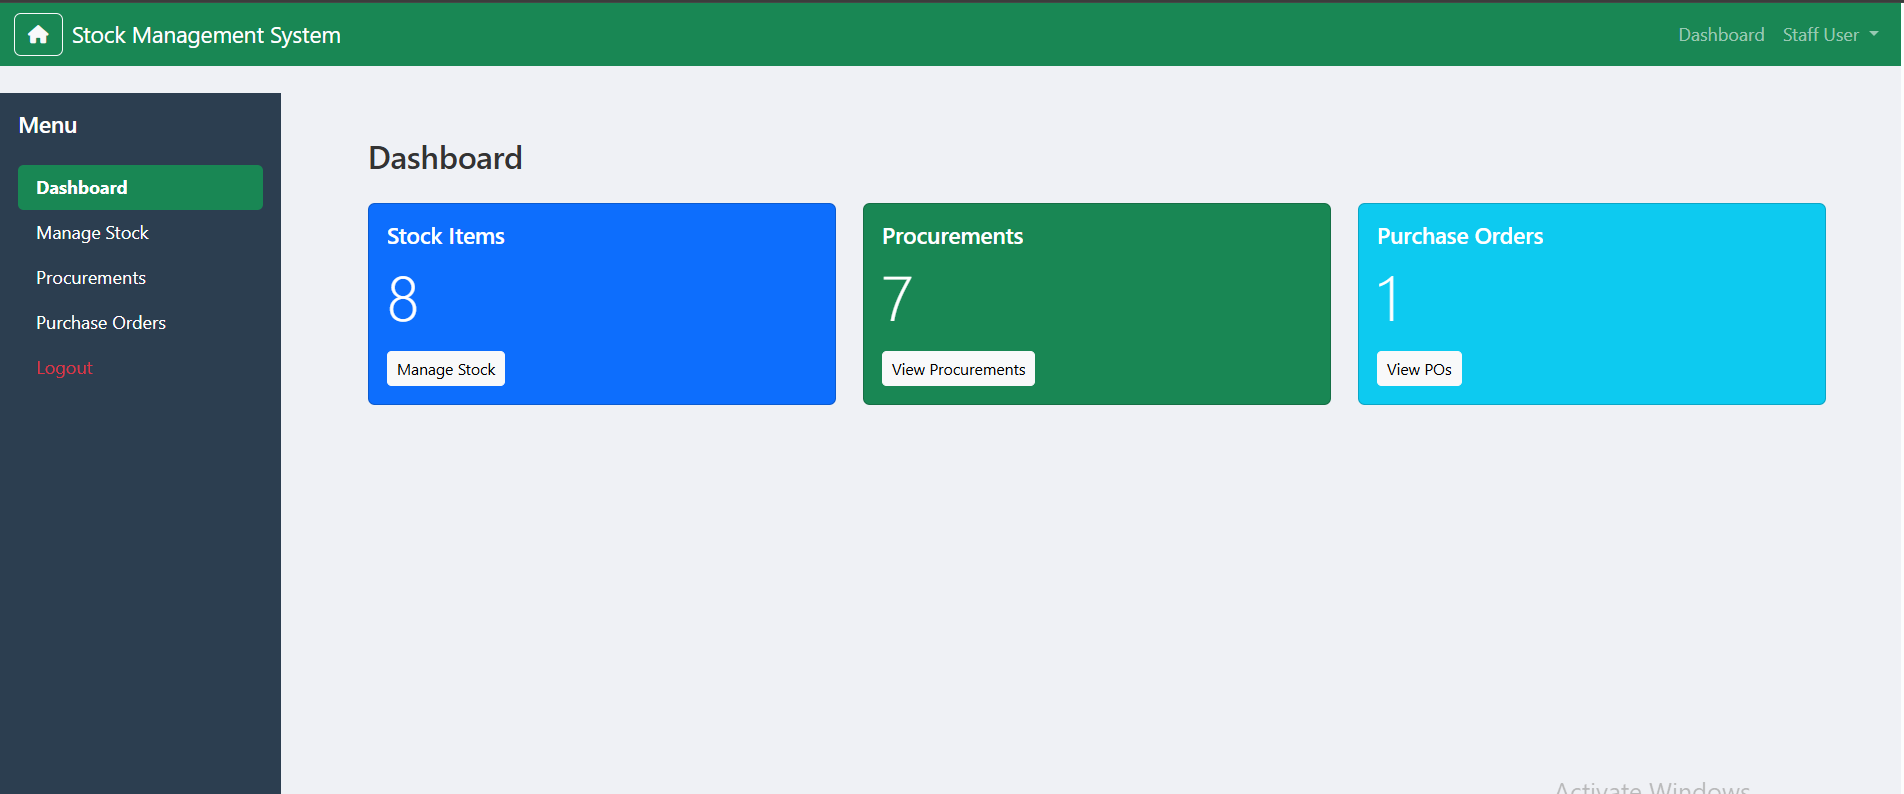 Stock Management System
Dashboard
Staff User
Menu
Dashboard
Manage Stock
Procurements
Purchase Orders
Logout
Dashboard
Stock Items
8
Manage Stock
Procurements
7
View Procurements
Purchase Orders
1
View POs
Activate Windows